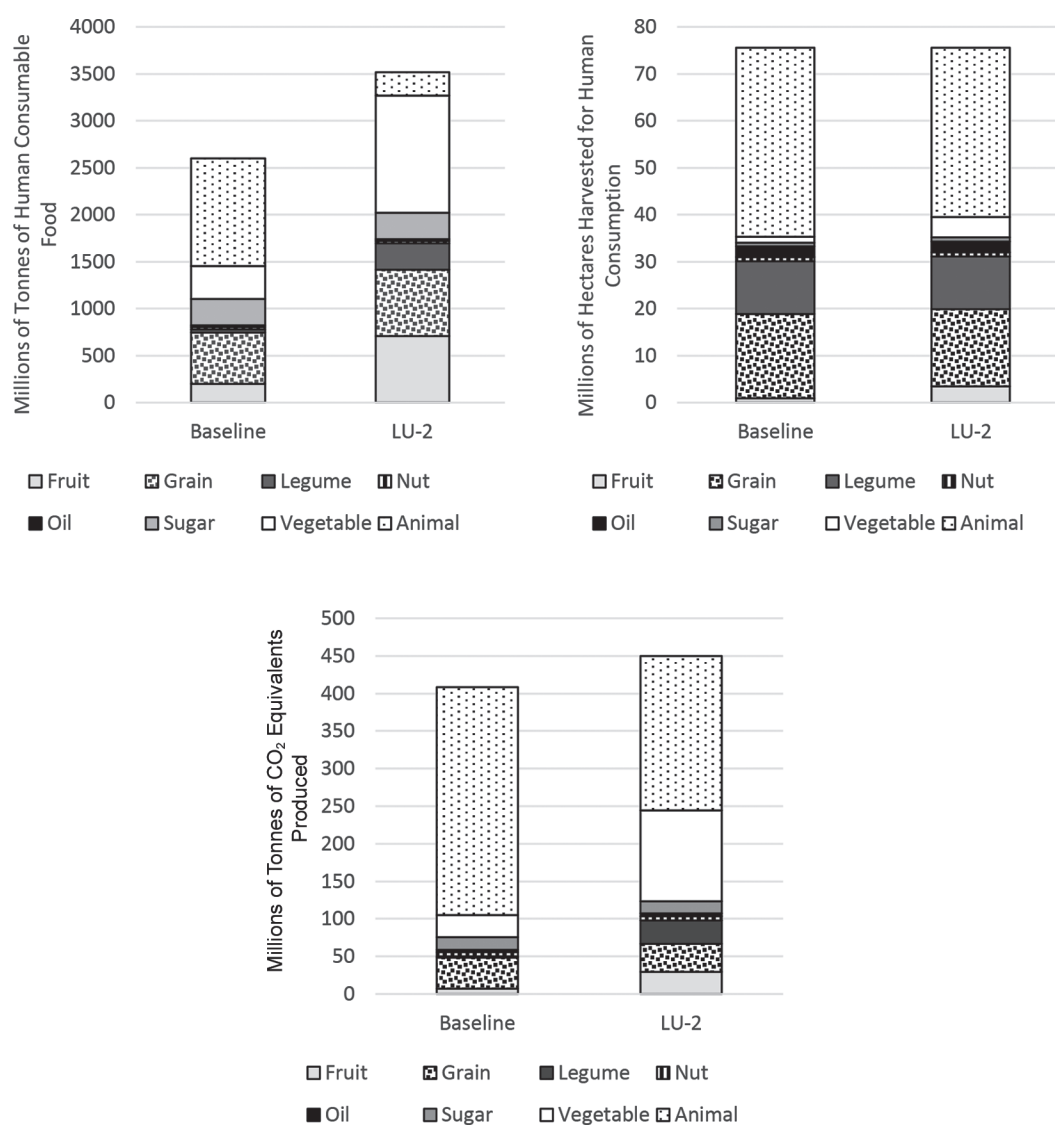 Millions of Tonnes of Human Consumable
Food
4000
3500
3000
2500
2000
1500
1000
500
0
Baseline LU-2
Fruit Grain Legume Nut
Oil Sugar Vegetable Animal
Millions of Hectares Harvested for Human
Consumption
80
70
60
50
40
30
20
10
0
Baseline LU-2
Fruit Grain Legume Nut
Oil Sugar Vegetable Animal
Millions of Tonnes of CO₂ Equivalents
Produced
500
450
400
350
300
250
200
150
100
50
0
Baseline LU-2
Fruit Grain Legume Nut
Oil Sugar Vegetable Animal